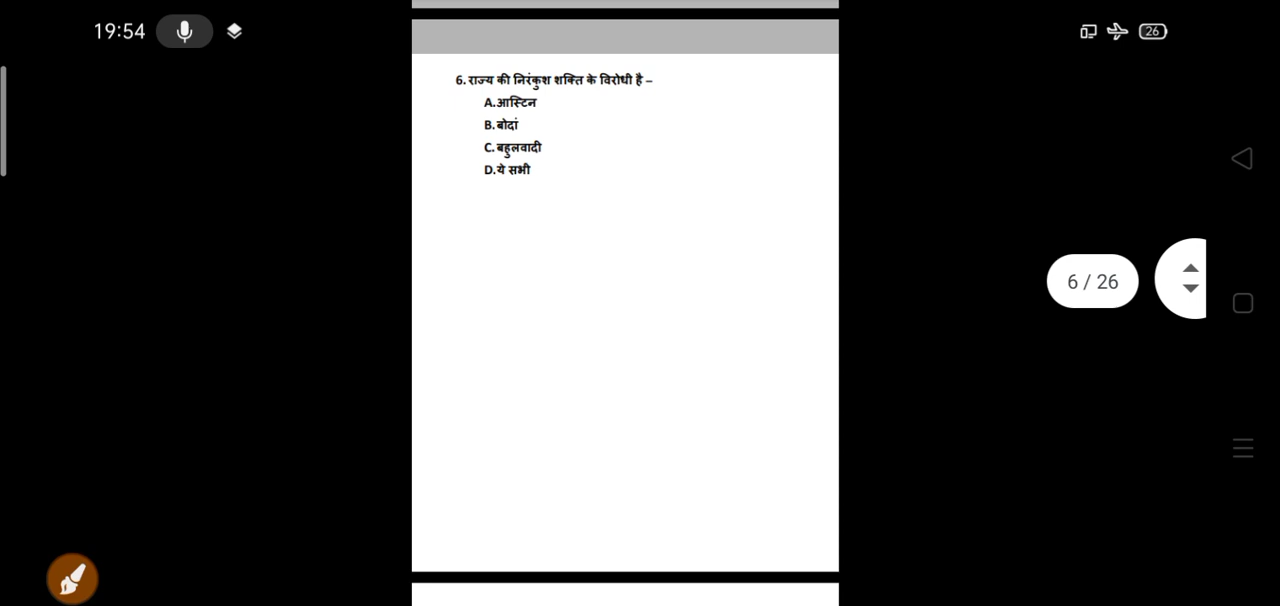 19:54
26
6. राज्य की निरंकुश शक्ति के विरोधी है –
A.आस्टिन
B.बोदां
C.बहुलवादी
D.ये सभी
6 / 26